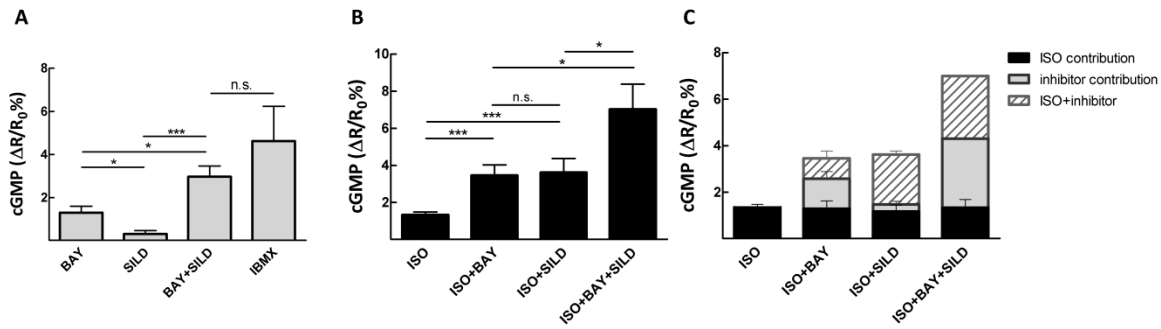 A
cGMP (ΔR/R₀%)
8
6
4
2
n.s.
***
*
*
BAY
SILD
BAY+SILD
IBMX
B
cGMP (ΔR/R₀%)
10
8
6
4
2
*
*
n.s.
***
***
ISO
ISO+BAY
ISO+SILD
ISO+BAY+SILD
C
cGMP (ΔR/R₀%)
8
6
4
2
0
ISO
ISO+BAY
ISO+SILD
ISO+BAY+SILD
ISO contribution
inhibitor contribution
ISO+inhibitor